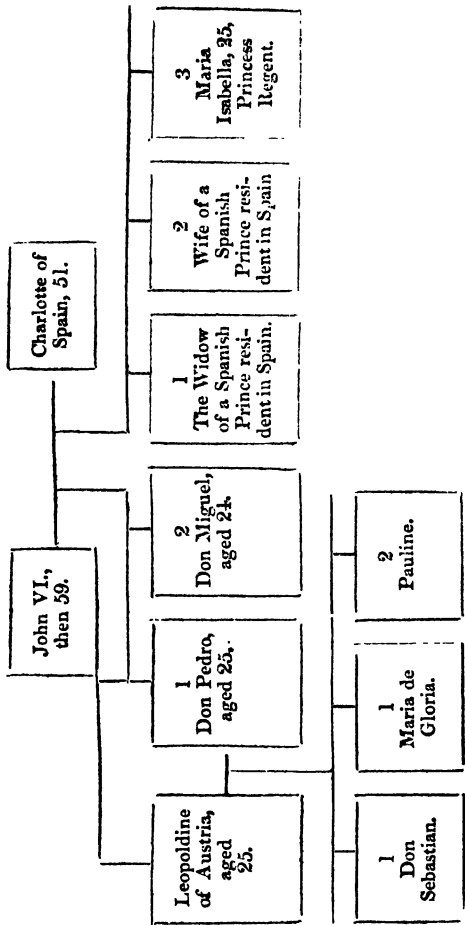 John VI.,
then 59.
Charlotte of
Spain, 51.
Leopoldine
of Austria,
aged
25.
1
Don Pedro,
aged 25.
2
Don Miguel,
aged 24.
1
The Widow
of a Spanish
Prince resi-
dent in Spain.
2
Wife of a
Spanish
Prince resi-
dent in Spain
3
Maria
Isabella, 25,
Princess
Regent.
1
Don
Sebastian.
1
Maria de
Gloria.
2
Pauline.